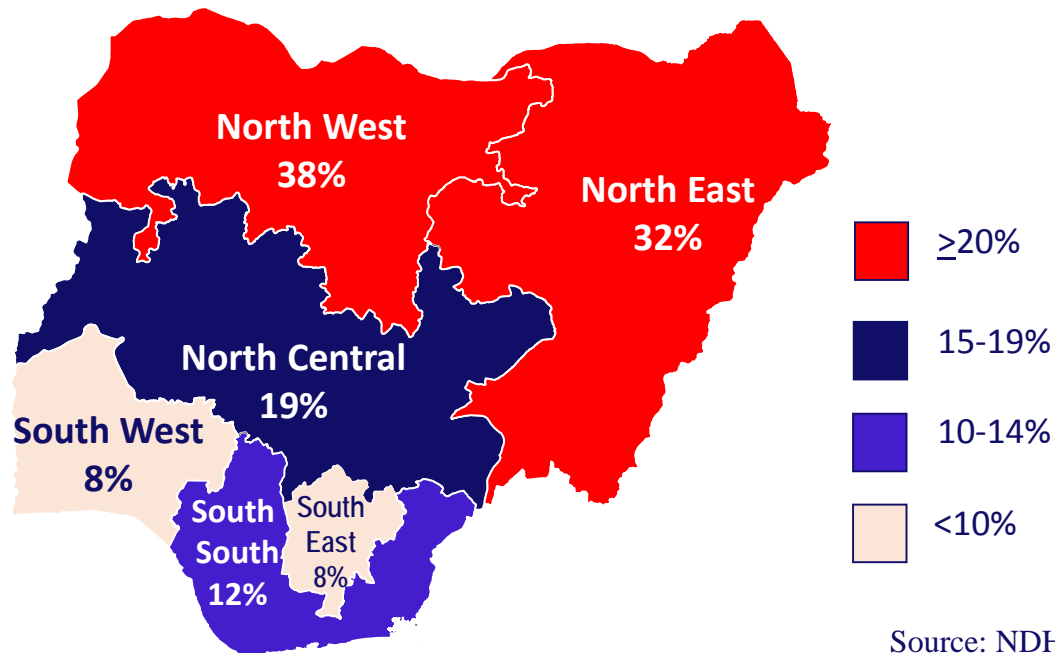 North West
38%
North East
32%
North Central
19%
South West
8%
South
South
12%
South
East
8%
≥20%
15-19%
10-14%
<10%
Source: NDH